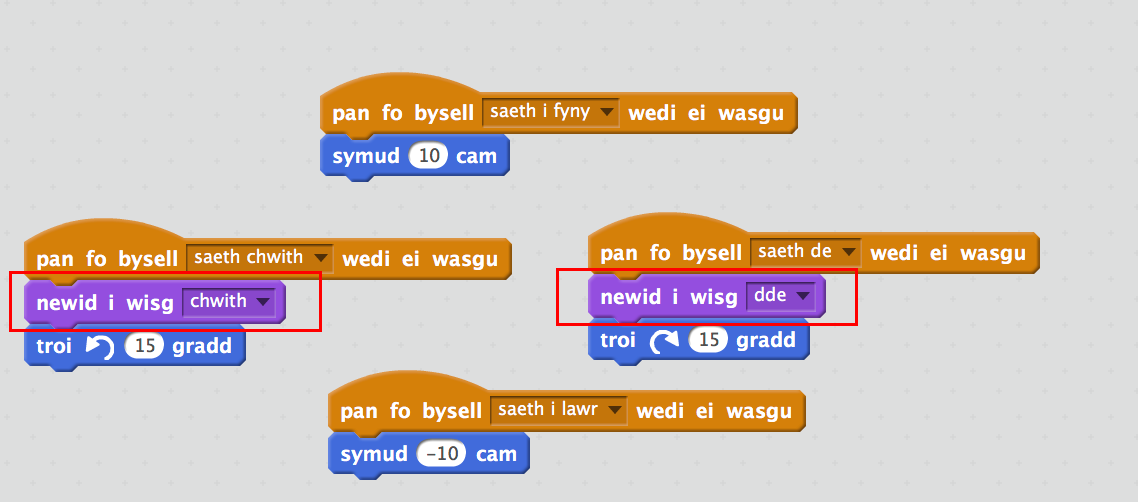 pan fo bysell saeth i fyny wedi ei wasgu
symud 10 cam
pan fo bysell saeth chwith wedi ei wasgu
newid i wisg chwith
troi 15 gradd
pan fo bysell saeth de wedi ei wasgu
newid i wisg dde
troi 15 gradd
pan fo bysell saeth i lawr wedi ei wasgu
symud -10 cam